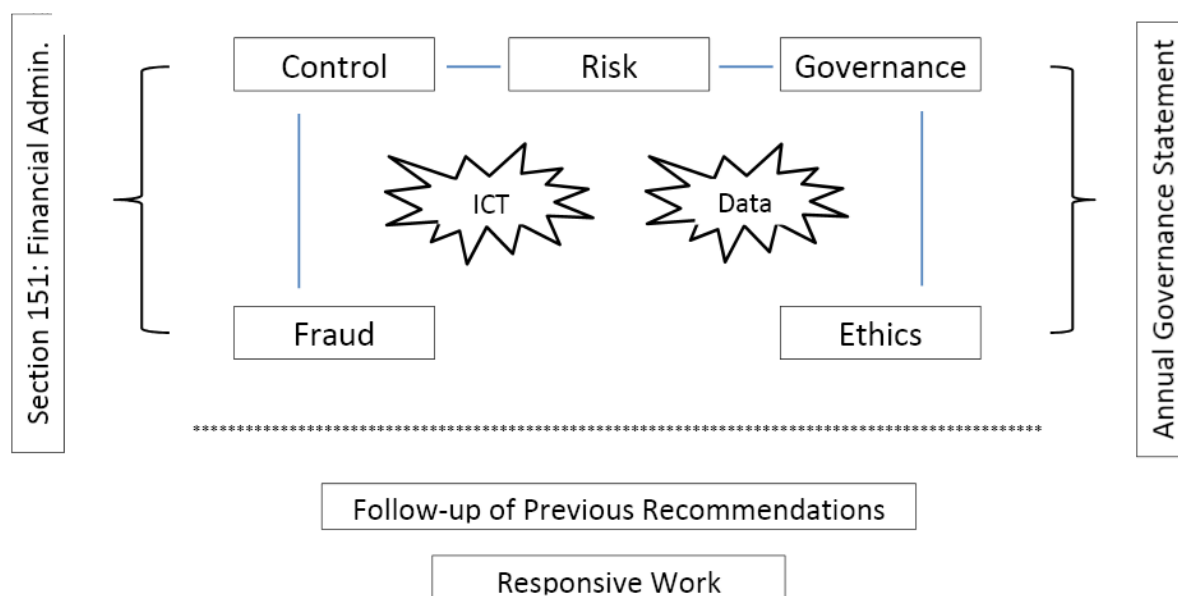 Section 151: Financial Admin.
Control
Risk
Governance
ICT
Data
Fraud
Ethics
Annual Governance Statement
******************************************************************************************************
Follow-up of Previous Recommendations
Responsive Work